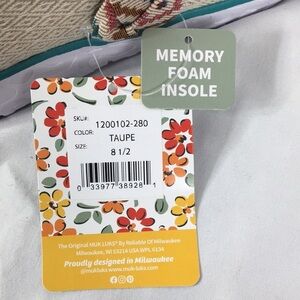 MEMORY
FOAM
INSOLE
SKU#: 1200102-280
COLOR: TAUPE
SIZE: 8 1/2
0 33977 38928 1
The Original MUK LUKS® By Reliable Of Milwaukee
Milwaukee, WI 53214 USA WPL 6134
Proudly designed in Milwaukee
@mukluks www.muk-luks.com